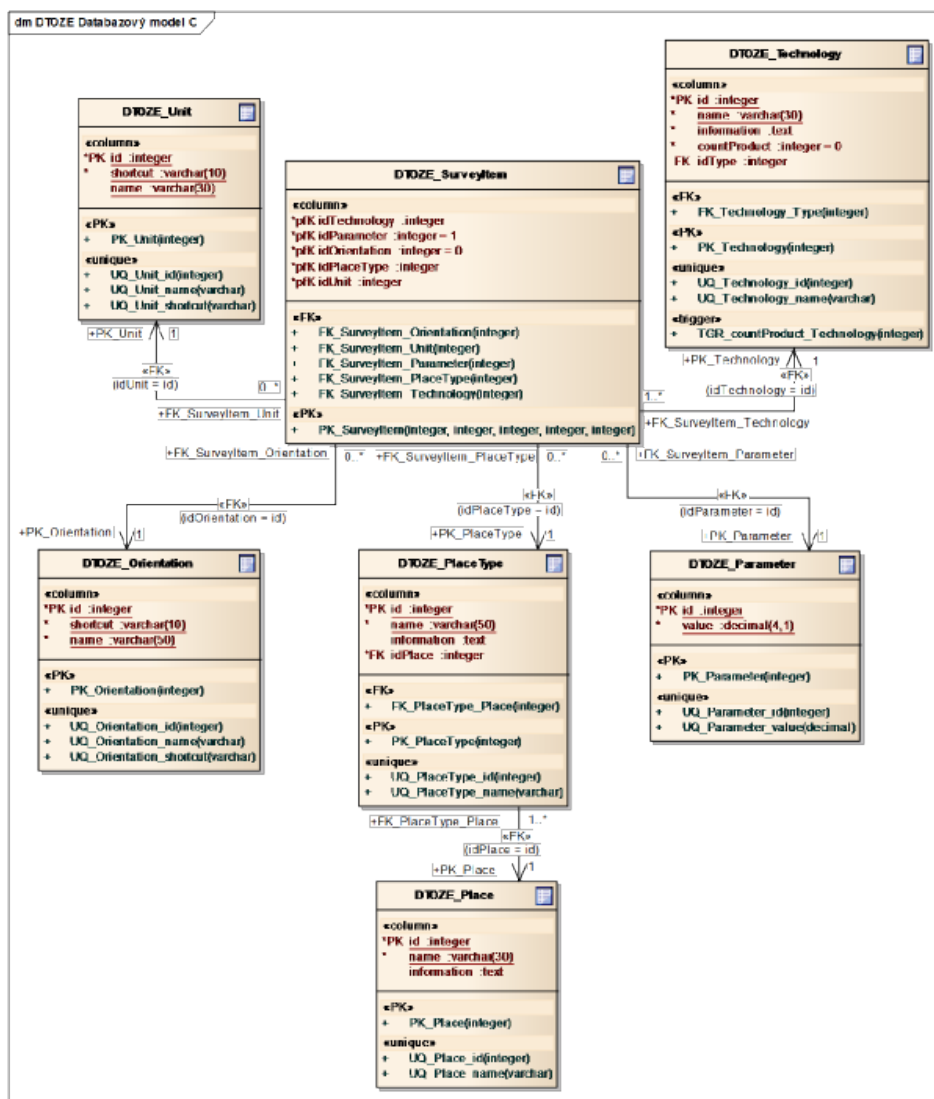 dm DTOZE Databazový model C
DTOZE_Unit
«column»
*PK id :integer
* shortcut :varchar(10)
name :varchar(30)
«PK»
+ PK_Unit(integer)
«unique»
+ UQ_Unit_id(integer)
+ UQ_Unit_name(varchar)
+ UQ_Unit_shortcut(varchar)
+PK_Unit 1
«FK»
(idUnit = id)
0..*
+FK_SurveyItem_Unit
DTOZE_SurveyItem
«column»
*pfK idTechnology :integer
*pfK idParameter :integer = 1
*pfK idOrientation :integer = 0
*pfK idPlaceType :integer
*pfK idUnit :integer
«FK»
+ FK_SurveyItem_Orientation(integer)
+ FK_SurveyItem_Unit(integer)
+ FK_SurveyItem_Parameter(integer)
+ FK_SurveyItem_PlaceType(integer)
+ FK_SurveyItem_Technology(integer)
«PK»
+ PK_SurveyItem(integer, integer, integer, integer, integer)
DTOZE_Technology
«column»
*PK id :integer
* name :varchar(30)
* information :text
* countProduct :integer = 0
FK idType :integer
«FK»
+ FK_Technology_Type(integer)
«PK»
+ PK_Technology(integer)
«unique»
+ UQ_Technology_id(integer)
+ UQ_Technology_name(varchar)
«trigger»
+ TGR_countProduct_Technology(integer)
+PK_Technology 1
«FK»
(idTechnology = id)
1..*
+FK_SurveyItem_Technology
+FK_SurveyItem_Orientation 0..* +FK_SurveyItem_PlaceType 0..* 0..* +FK_SurveyItem_Parameter
«FK»
(idOrientation = id)
+PK_Orientation 1
«FK»
(idPlaceType = id)
+PK_PlaceType 1
«FK»
(idParameter = id)
+PK_Parameter 1
DTOZE_Orientation
«column»
*PK id :integer
* shortcut :varchar(10)
* name :varchar(50)
«PK»
+ PK_Orientation(integer)
«unique»
+ UQ_Orientation_id(integer)
+ UQ_Orientation_name(varchar)
+ UQ_Orientation_shortcut(varchar)
DTOZE_PlaceType
«column»
*PK id :integer
* name :varchar(50)
information :text
*FK idPlace :integer
«FK»
+ FK_PlaceType_Place(integer)
«PK»
+ PK_PlaceType(integer)
«unique»
+ UQ_PlaceType_id(integer)
+ UQ_PlaceType_name(varchar)
DTOZE_Parameter
«column»
*PK id :integer
* value :decimal(4,1)
«PK»
+ PK_Parameter(integer)
«unique»
+ UQ_Parameter_id(integer)
+ UQ_Parameter_value(decimal)
+FK_PlaceType_Place 1..*
«FK»
(idPlace = id)
+PK_Place 1
DTOZE_Place
«column»
*PK id :integer
* name :varchar(30)
information :text
«PK»
+ PK_Place(integer)
«unique»
+ UQ_Place_id(integer)
+ UQ_Place_name(varchar)